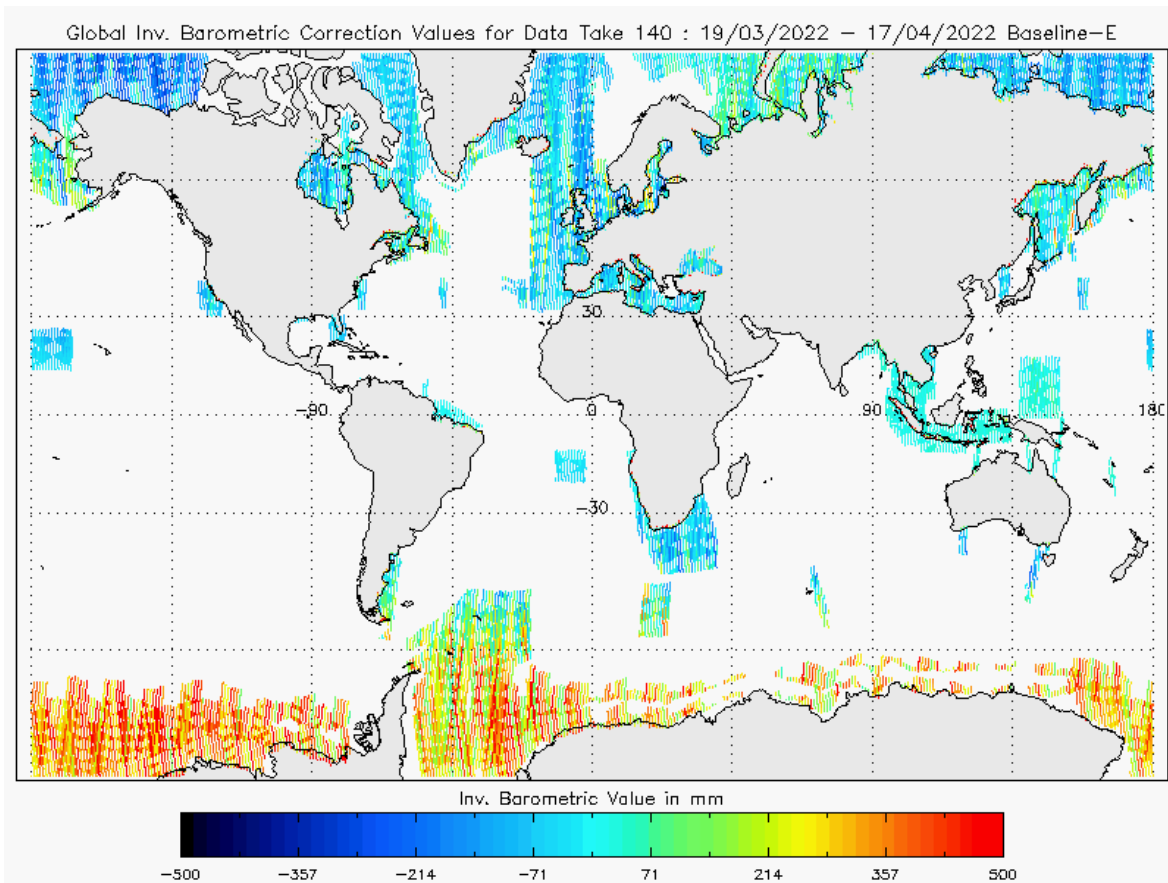 Global Inv. Barometric Correction Values for Data Take 140 : 19/03/2022 – 17/04/2022 Baseline-E
30
-90 0 90 180
-30
Inv. Barometric Value in mm
-500 -357 -214 -71 71 214 357 500